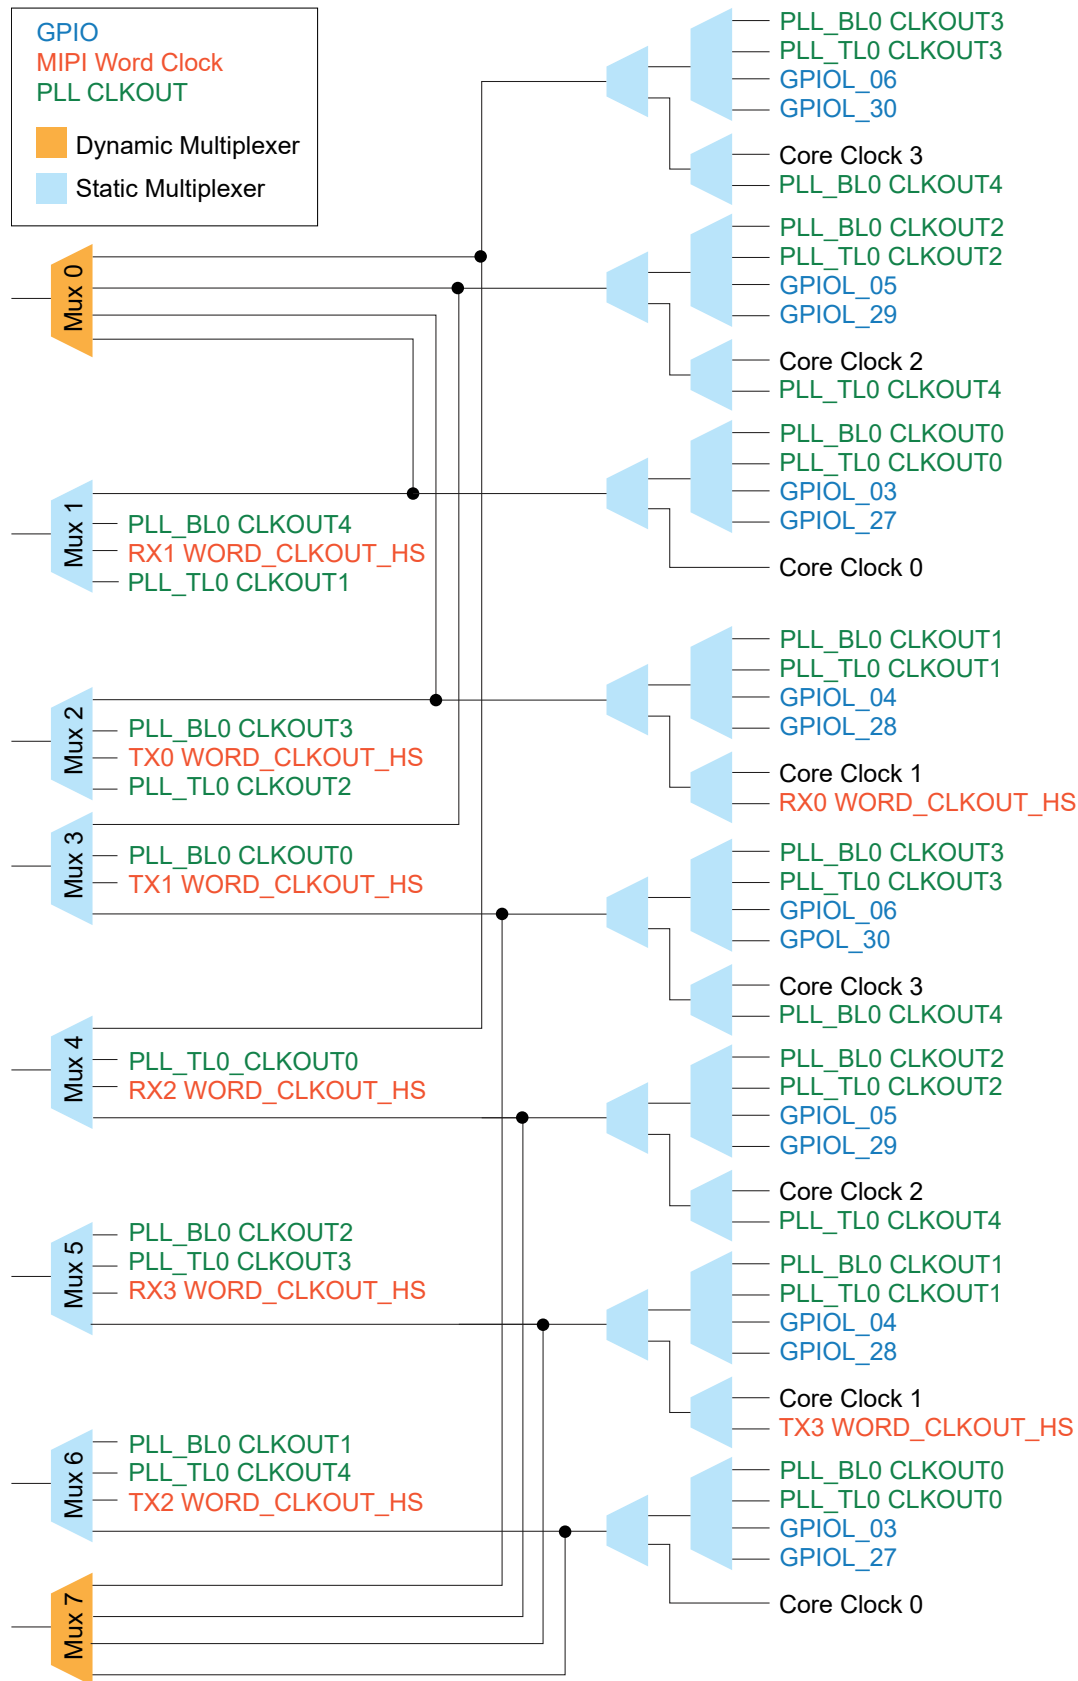 GPIO
MIPI Word Clock
PLL CLKOUT
Dynamic Multiplexer
Static Multiplexer
PLL_BL0 CLKOUT3
PLL_TL0 CLKOUT3
GPIOL_06
GPIOL_30
Core Clock 3
PLL_BL0 CLKOUT4
Mux 0
PLL_BL0 CLKOUT2
PLL_TL0 CLKOUT2
GPIOL_05
GPIOL_29
Core Clock 2
PLL_TL0 CLKOUT4
PLL_BL0 CLKOUT0
PLL_TL0 CLKOUT0
GPIOL_03
GPIOL_27
Core Clock 0
Mux 1
PLL_BL0 CLKOUT4
RX1 WORD_CLKOUT_HS
PLL_TL0 CLKOUT1
PLL_BL0 CLKOUT1
PLL_TL0 CLKOUT1
GPIOL_04
GPIOL_28
Core Clock 1
RX0 WORD_CLKOUT_HS
Mux 2
PLL_BL0 CLKOUT3
TX0 WORD_CLKOUT_HS
PLL_TL0 CLKOUT2
Mux 3
PLL_BL0 CLKOUT0
TX1 WORD_CLKOUT_HS
PLL_BL0 CLKOUT3
PLL_TL0 CLKOUT3
GPIOL_06
GPOL_30
Core Clock 3
PLL_BL0 CLKOUT4
Mux 4
PLL_TL0_CLKOUT0
RX2 WORD_CLKOUT_HS
PLL_BL0 CLKOUT2
PLL_TL0 CLKOUT2
GPIOL_05
GPIOL_29
Core Clock 2
PLL_TL0 CLKOUT4
Mux 5
PLL_BL0 CLKOUT2
PLL_TL0 CLKOUT3
RX3 WORD_CLKOUT_HS
PLL_BL0 CLKOUT1
PLL_TL0 CLKOUT1
GPIOL_04
GPIOL_28
Core Clock 1
TX3 WORD_CLKOUT_HS
Mux 6
PLL_BL0 CLKOUT1
PLL_TL0 CLKOUT4
TX2 WORD_CLKOUT_HS
PLL_BL0 CLKOUT0
PLL_TL0 CLKOUT0
GPIOL_03
GPIOL_27
Core Clock 0
Mux 7